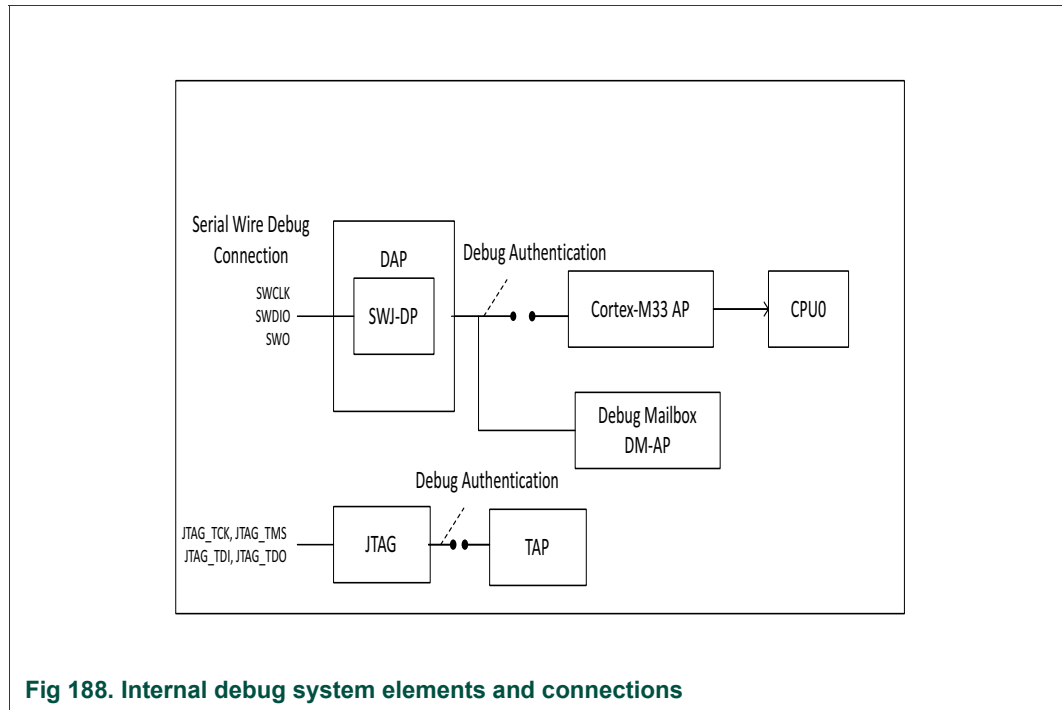 Serial Wire Debug
Connection
SWCLK
SWDIO
SWO
DAP
SWJ-DP
Debug Authentication
Cortex-M33 AP
CPU0
Debug Mailbox
DM-AP
Debug Authentication
JTAG_TCK, JTAG_TMS
JTAG_TDI, JTAG_TDO
JTAG
TAP
Fig 188. Internal debug system elements and connections